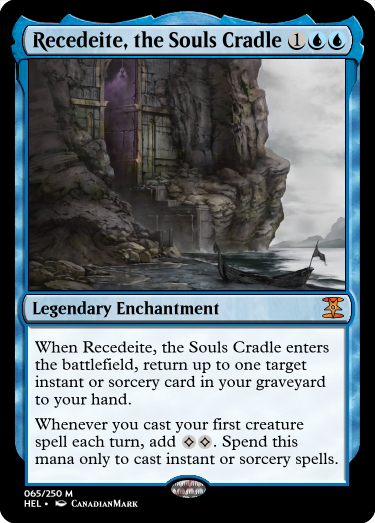 Recedeite, the Souls Cradle 1
Legendary Enchantment
When Recedeite, the Souls Cradle enters
the battlefield, return up to one target
instant or sorcery card in your graveyard
to your hand.
Whenever you cast your first creature
spell each turn, add . Spend this
mana only to cast instant or sorcery spells.
065/250 M
HEL • CanadianMark